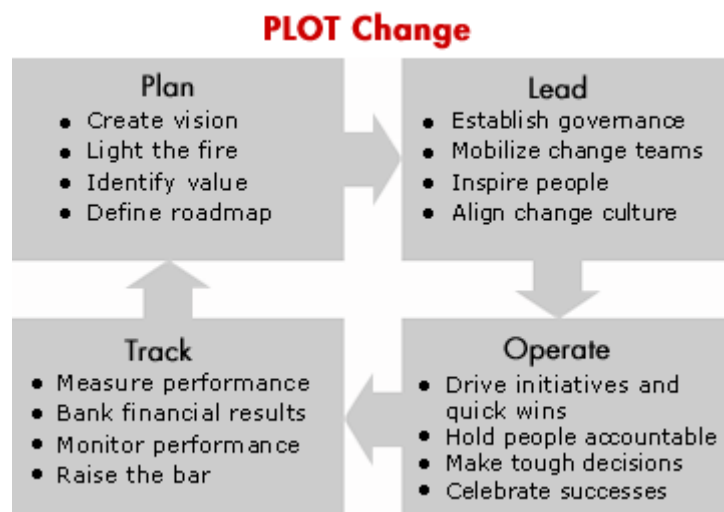 PLOT Change
Plan
● Create vision
● Light the fire
● Identify value
● Define roadmap
Lead
● Establish governance
● Mobilize change teams
● Inspire people
● Align change culture
Track
● Measure performance
● Bank financial results
● Monitor performance
● Raise the bar
Operate
● Drive initiatives and
quick wins
● Hold people accountable
● Make tough decisions
● Celebrate successes